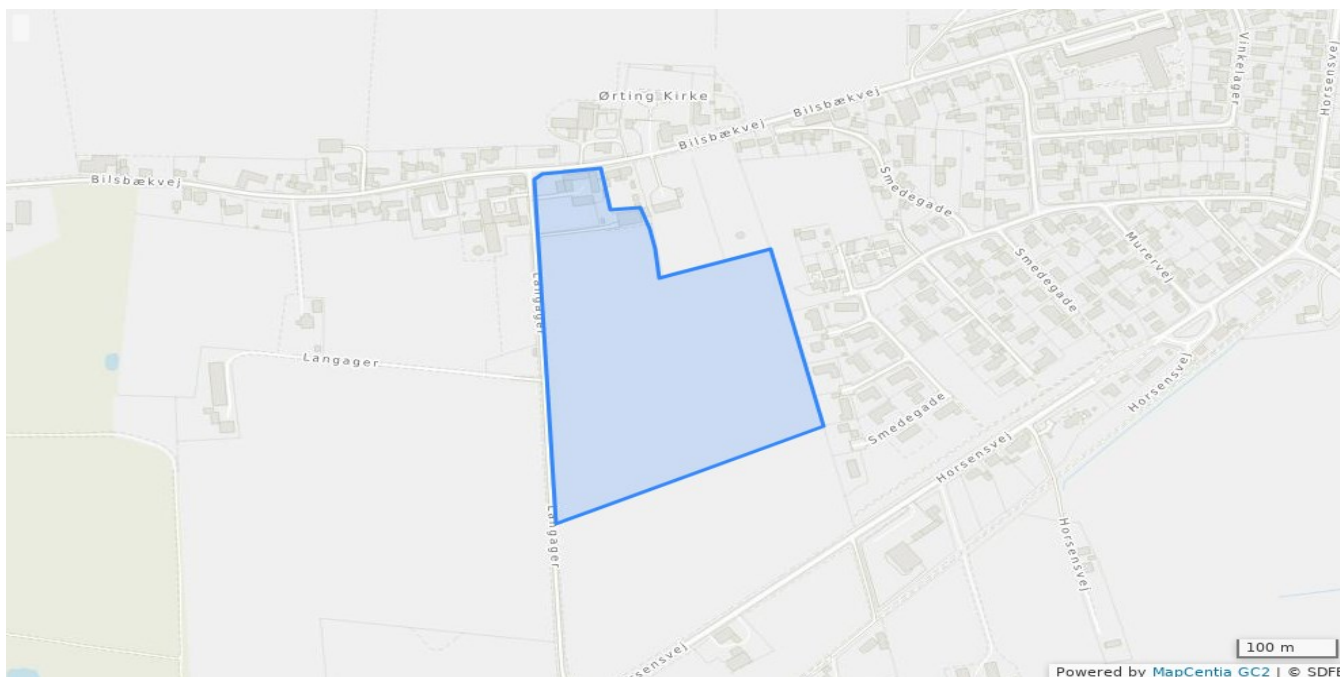 Horsensvej
Vinkelager
Ørting Kirke
Bilsbækvej
Bilsbækvej
Bilsbækvej
Smedegade
Smedegade
Murervej
Langager
Langager
Horsensvej
Smedegade
Horsensvej
Langager
Horsensvej
100 m
Powered by MapCentia GC2 | © SDFE